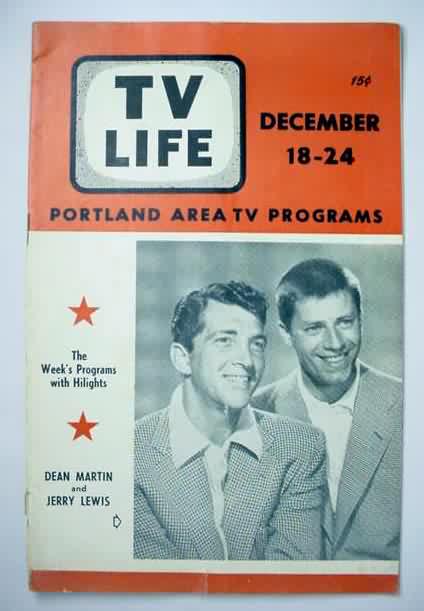 TV
LIFE
15¢
DECEMBER
18-24
PORTLAND AREA TV PROGRAMS
The
Week's Programs
with Hilights
DEAN MARTIN
and
JERRY LEWIS